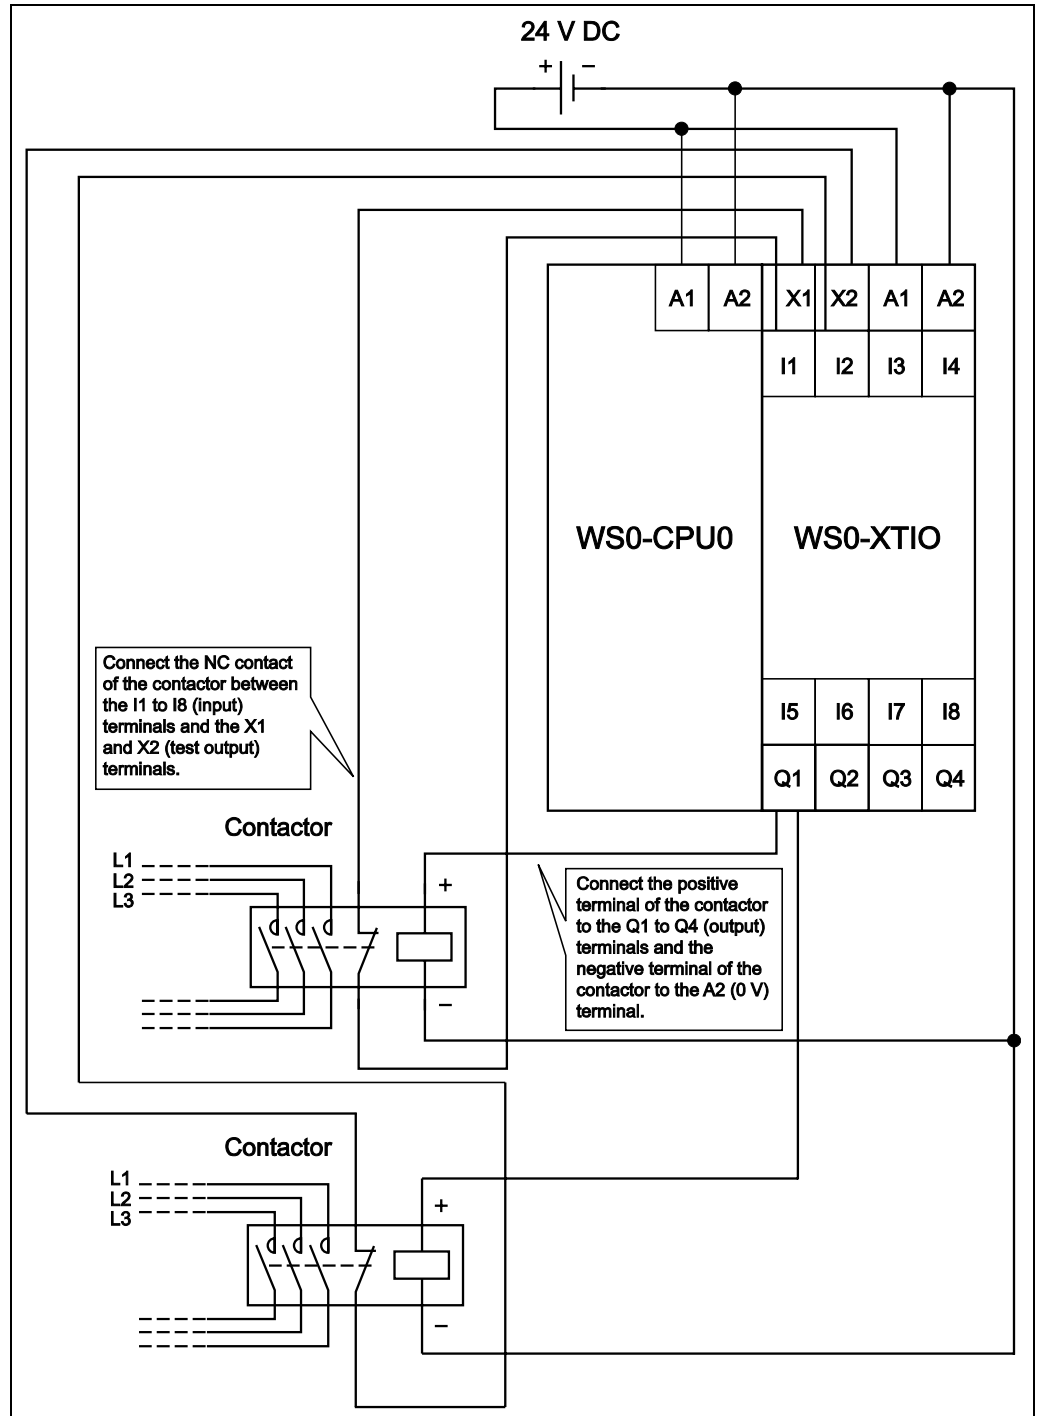 24 V DC
+ −
A1 A2 X1 X2 A1 A2
I1 I2 I3 I4
WS0-CPU0 WS0-XTIO
Connect the NC contact
of the contactor between
the I1 to I8 (input)
terminals and the X1
and X2 (test output)
terminals.
I5 I6 I7 I8
Q1 Q2 Q3 Q4
Contactor
L1
L2
L3
+
−
Connect the positive
terminal of the contactor
to the Q1 to Q4 (output)
terminals and the
negative terminal of the
contactor to the A2 (0 V)
terminal.
Contactor
L1
L2
L3
+
−